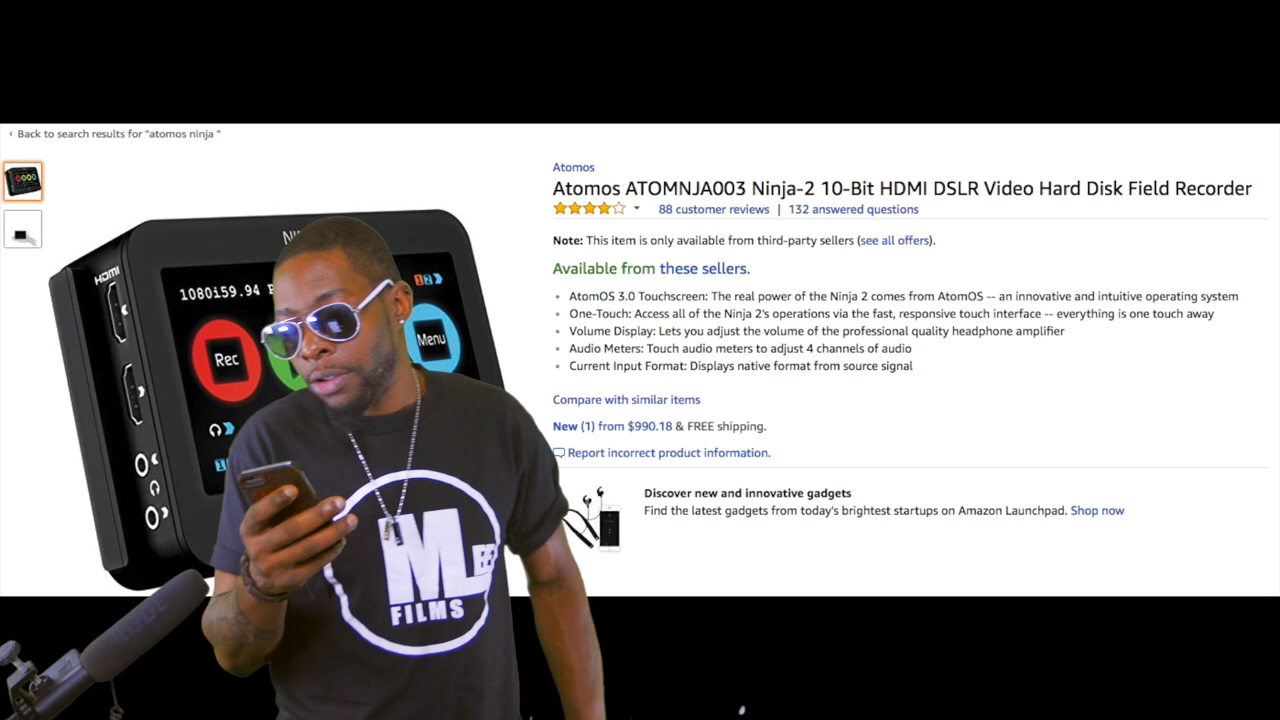 ‹ Back to search results for "atomos ninja "
Atomos
Atomos ATOMNJA003 Ninja-2 10-Bit HDMI DSLR Video Hard Disk Field Recorder
88 customer reviews | 132 answered questions
Note: This item is only available from third-party sellers (see all offers).
Available from these sellers.
• AtomOS 3.0 Touchscreen: The real power of the Ninja 2 comes from AtomOS -- an innovative and intuitive operating system
• One-Touch: Access all of the Ninja 2's operations via the fast, responsive touch interface -- everything is one touch away
• Volume Display: Lets you adjust the volume of the professional quality headphone amplifier
• Audio Meters: Touch audio meters to adjust 4 channels of audio
• Current Input Format: Displays native format from source signal
Compare with similar items
New (1) from $990.18 & FREE shipping.
Report incorrect product information.
Discover new and innovative gadgets
Find the latest gadgets from today's brightest startups on Amazon Launchpad. Shop now
HDMI
1080i59.94
Rec
Menu
FILMS